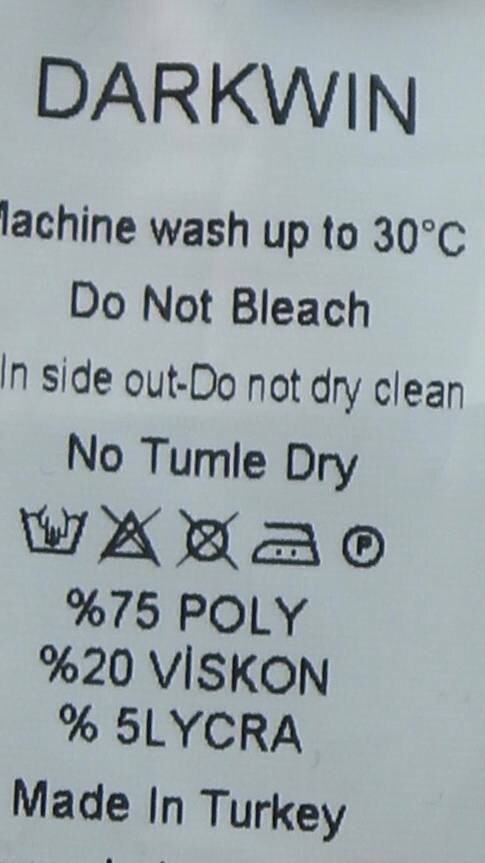 DARKWIN
Machine wash up to 30°C
Do Not Bleach
In side out-Do not dry clean
No Tumle Dry
P
%75 POLY
%20 VİSKON
% 5LYCRA
Made In Turkey